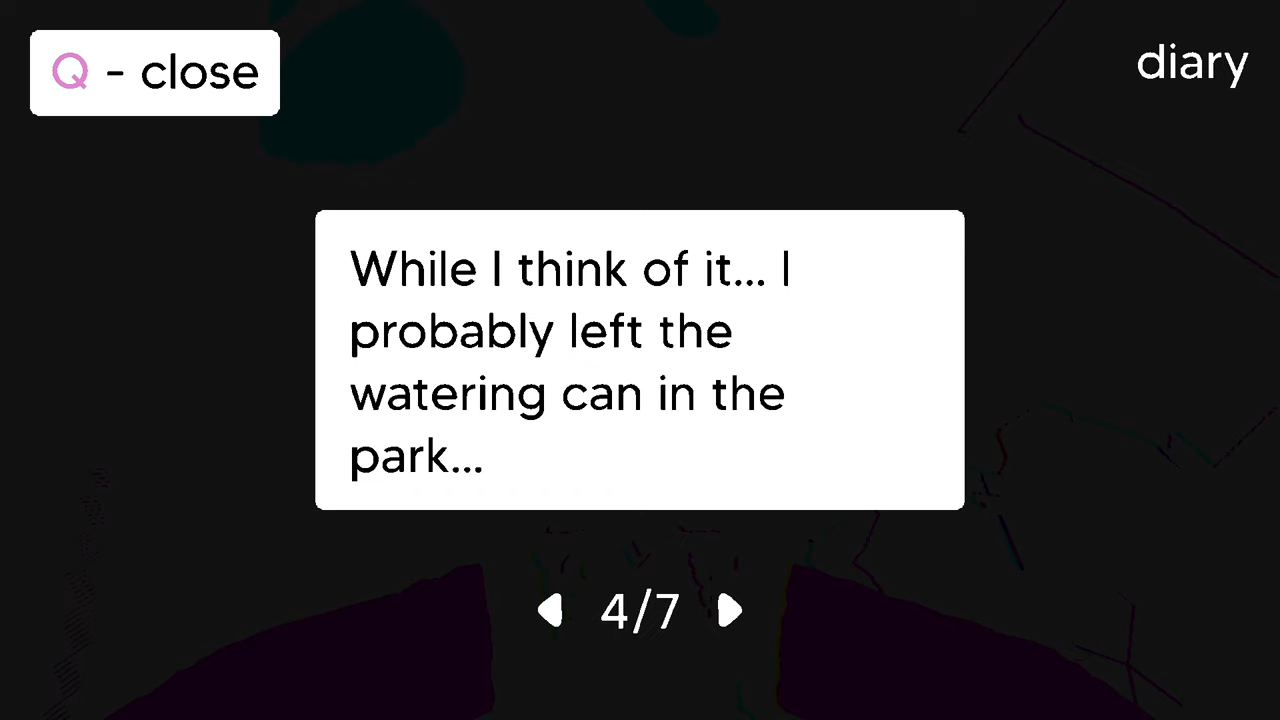 Q - close
diary
While I think of it... I
probably left the
watering can in the
park...
4/7